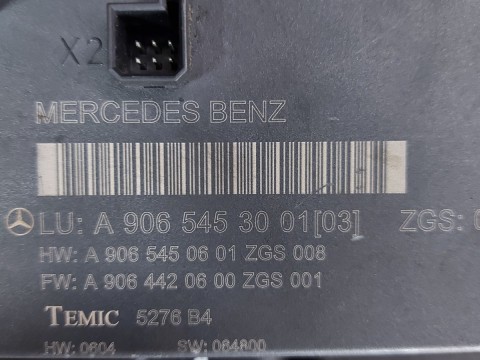 X2
MERCEDES BENZ
LU: A 906 545 30 01[03] ZGS:
HW: A 906 545 06 01 ZGS 008
FW: A 906 442 06 00 ZGS 001
TEMIC 5276 B4
HW: 0604 SW: 064800